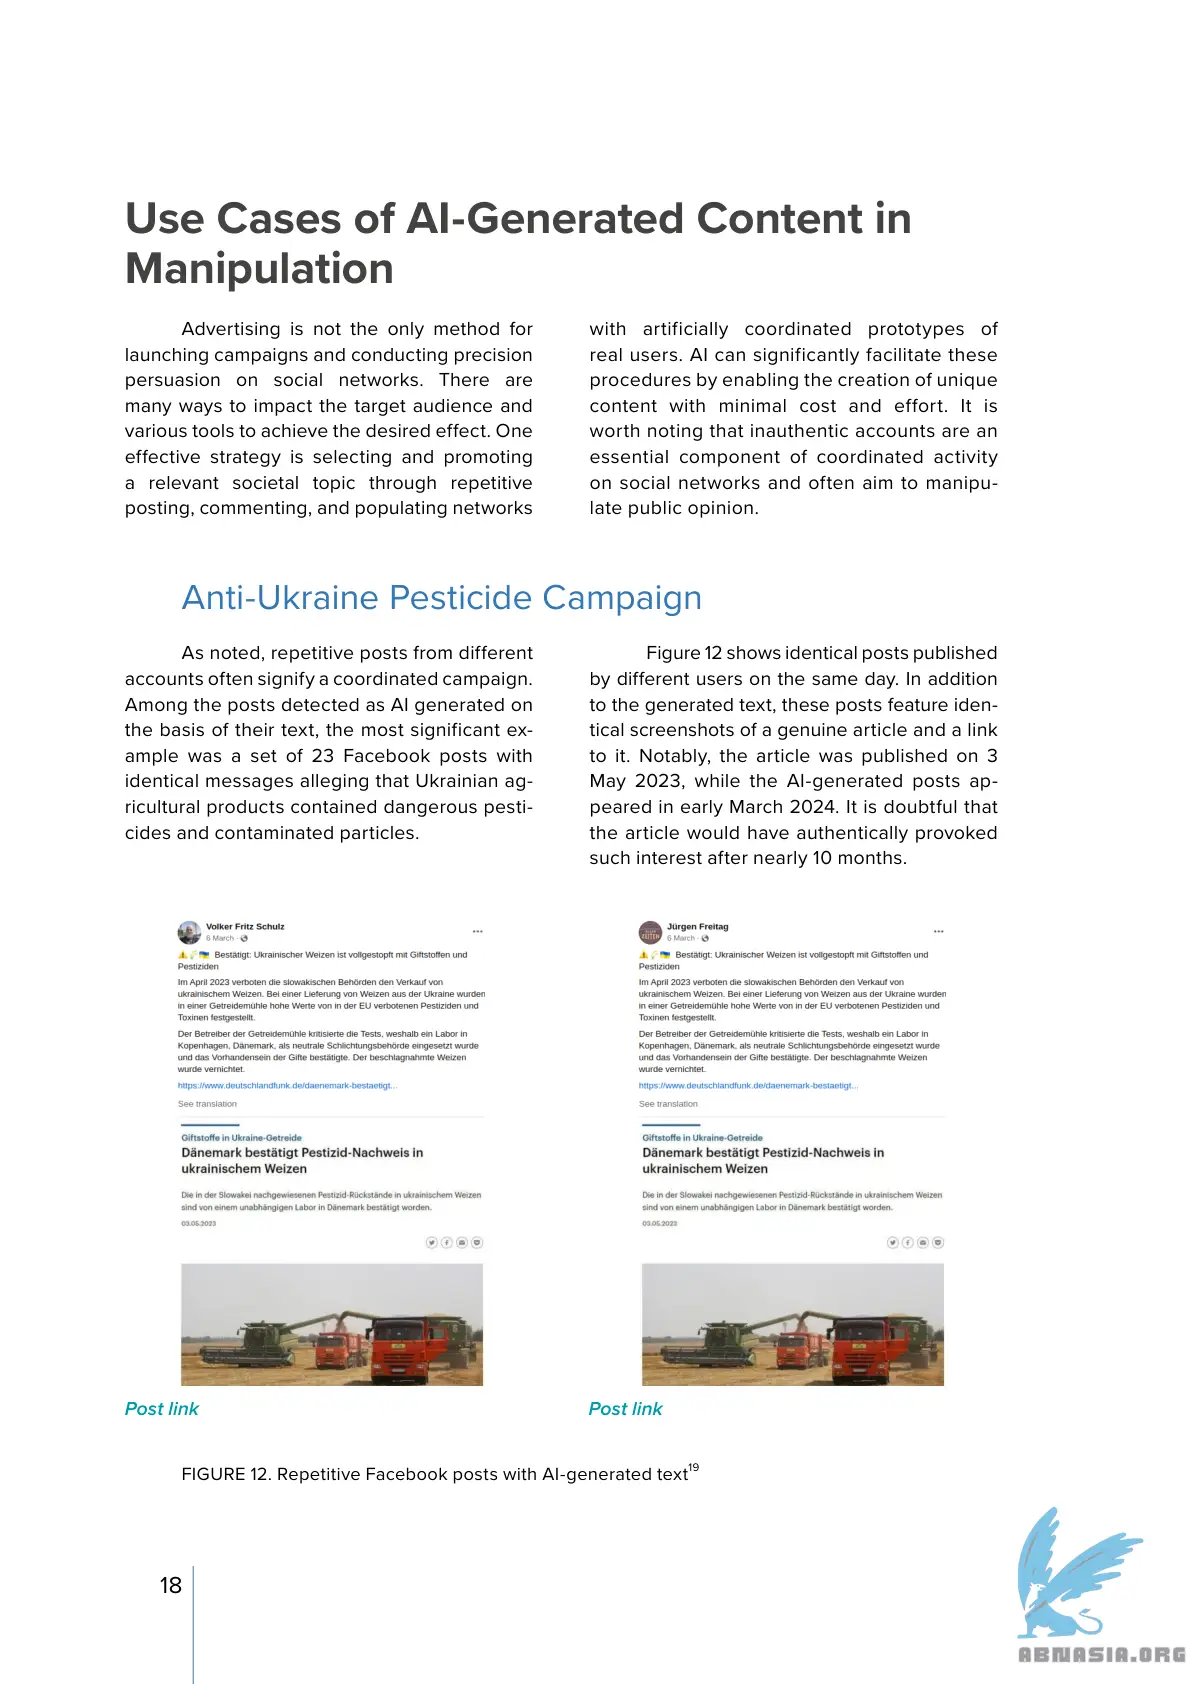 Use Cases of AI-Generated Content in
Manipulation
Advertising is not the only method for
launching campaigns and conducting precision
persuasion on social networks. There are
many ways to impact the target audience and
various tools to achieve the desired effect. One
effective strategy is selecting and promoting
a relevant societal topic through repetitive
posting, commenting, and populating networks
with artificially coordinated prototypes of
real users. AI can significantly facilitate these
procedures by enabling the creation of unique
content with minimal cost and effort. It is
worth noting that inauthentic accounts are an
essential component of coordinated activity
on social networks and often aim to manipu-
late public opinion.
Anti-Ukraine Pesticide Campaign
As noted, repetitive posts from different
accounts often signify a coordinated campaign.
Among the posts detected as AI generated on
the basis of their text, the most significant ex-
ample was a set of 23 Facebook posts with
identical messages alleging that Ukrainian ag-
ricultural products contained dangerous pesti-
cides and contaminated particles.
Figure 12 shows identical posts published
by different users on the same day. In addition
to the generated text, these posts feature iden-
tical screenshots of a genuine article and a link
to it. Notably, the article was published on 3
May 2023, while the AI-generated posts ap-
peared in early March 2024. It is doubtful that
the article would have authentically provoked
such interest after nearly 10 months.
Volker Fritz Schulz
6 March ·
Bestätigt: Ukrainischer Weizen ist vollgestopft mit Giftstoffen und
Pestiziden
Im April 2023 verboten die slowakischen Behörden den Verkauf von
ukrainischem Weizen. Bei einer Lieferung von Weizen aus der Ukraine wurden
in einer Getreidemühle hohe Werte von in der EU verbotenen Pestiziden und
Toxinen festgestellt.
Der Betreiber der Getreidemühle kritisierte die Tests, weshalb ein Labor in
Kopenhagen, Dänemark, als neutrale Schlichtungsbehörde eingesetzt wurde
und das Vorhandensein der Gifte bestätigte. Der beschlagnahmte Weizen
wurde vernichtet.
https://www.deutschlandfunk.de/daenemark-bestaetigt...
See translation
Giftstoffe in Ukraine-Getreide
Dänemark bestätigt Pestizid-Nachweis in
ukrainischem Weizen
Die in der Slowakei nachgewiesenen Pestizid-Rückstände in ukrainischem Weizen
sind von einem unabhängigen Labor in Dänemark bestätigt worden.
03.05.2023
Post link
Jürgen Freitag
6 March ·
Bestätigt: Ukrainischer Weizen ist vollgestopft mit Giftstoffen und
Pestiziden
Im April 2023 verboten die slowakischen Behörden den Verkauf von
ukrainischem Weizen. Bei einer Lieferung von Weizen aus der Ukraine wurden
in einer Getreidemühle hohe Werte von in der EU verbotenen Pestiziden und
Toxinen festgestellt.
Der Betreiber der Getreidemühle kritisierte die Tests, weshalb ein Labor in
Kopenhagen, Dänemark, als neutrale Schlichtungsbehörde eingesetzt wurde
und das Vorhandensein der Gifte bestätigte. Der beschlagnahmte Weizen
wurde vernichtet.
https://www.deutschlandfunk.de/daenemark-bestaetigt...
See translation
Giftstoffe in Ukraine-Getreide
Dänemark bestätigt Pestizid-Nachweis in
ukrainischem Weizen
Die in der Slowakei nachgewiesenen Pestizid-Rückstände in ukrainischem Weizen
sind von einem unabhängigen Labor in Dänemark bestätigt worden.
03.05.2023
Post link
FIGURE 12. Repetitive Facebook posts with AI-generated text19
18
ABNASIA.ORG